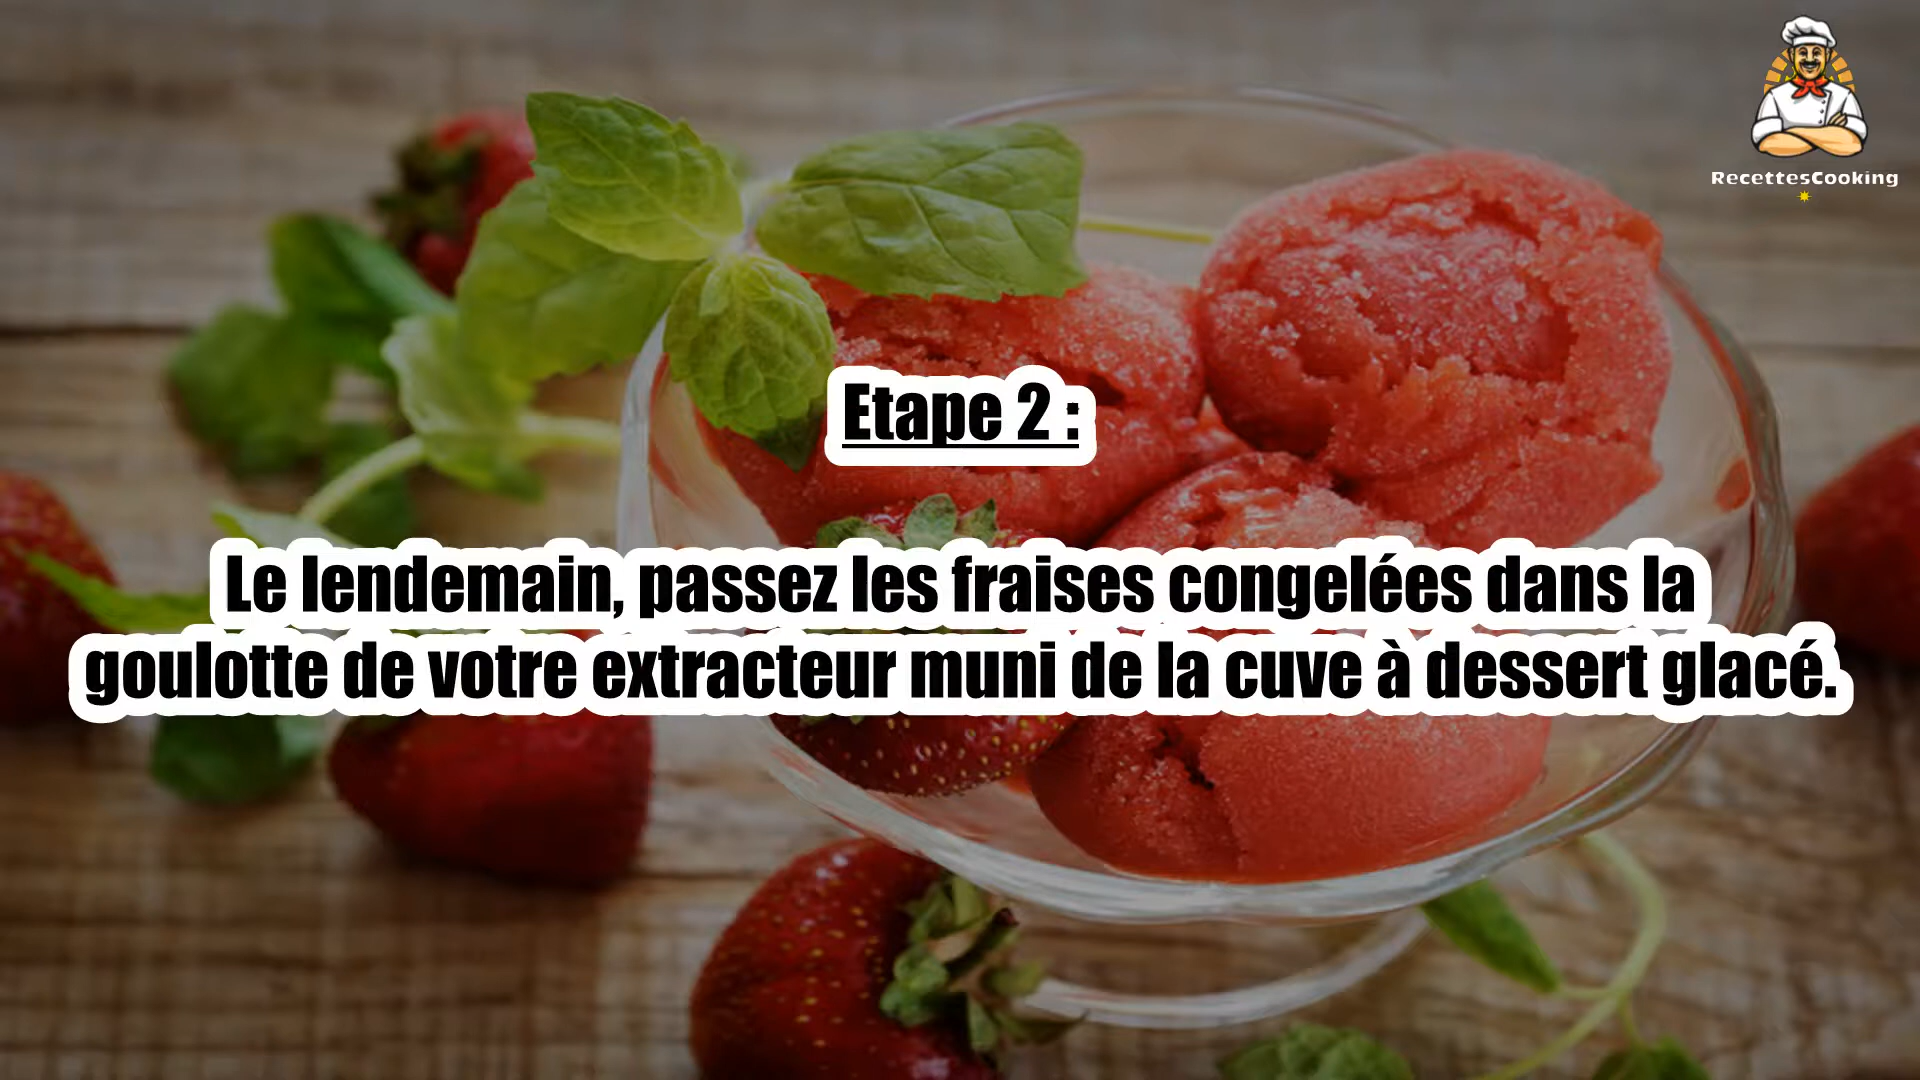 RecettesCooking
Etape 2 :
Le lendemain, passez les fraises congelées dans la
goulotte de votre extracteur muni de la cuve à dessert glacé.